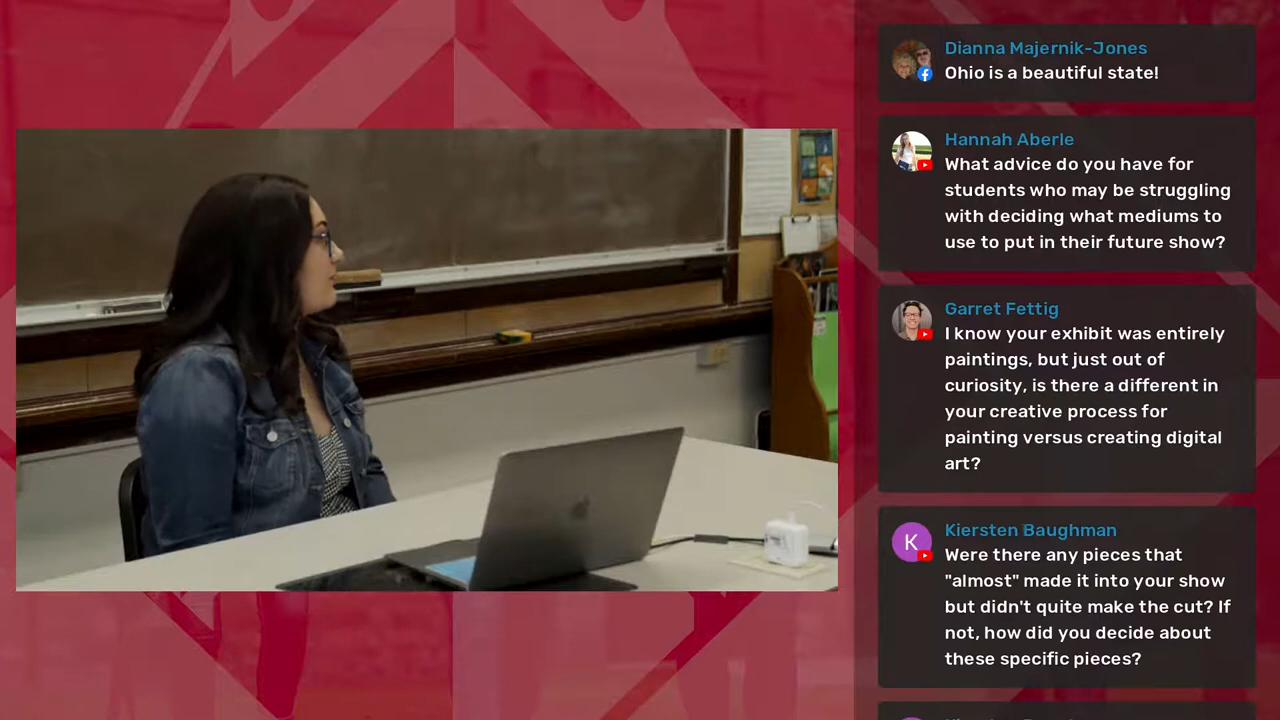 Dianna Majernik-Jones
Ohio is a beautiful state!
Hannah Aberle
What advice do you have for
students who may be struggling
with deciding what mediums to
use to put in their future show?
Garret Fettig
I know your exhibit was entirely
paintings, but just out of
curiosity, is there a different in
your creative process for
painting versus creating digital
art?
K
Kiersten Baughman
Were there any pieces that
"almost" made it into your show
but didn't quite make the cut? If
not, how did you decide about
these specific pieces?